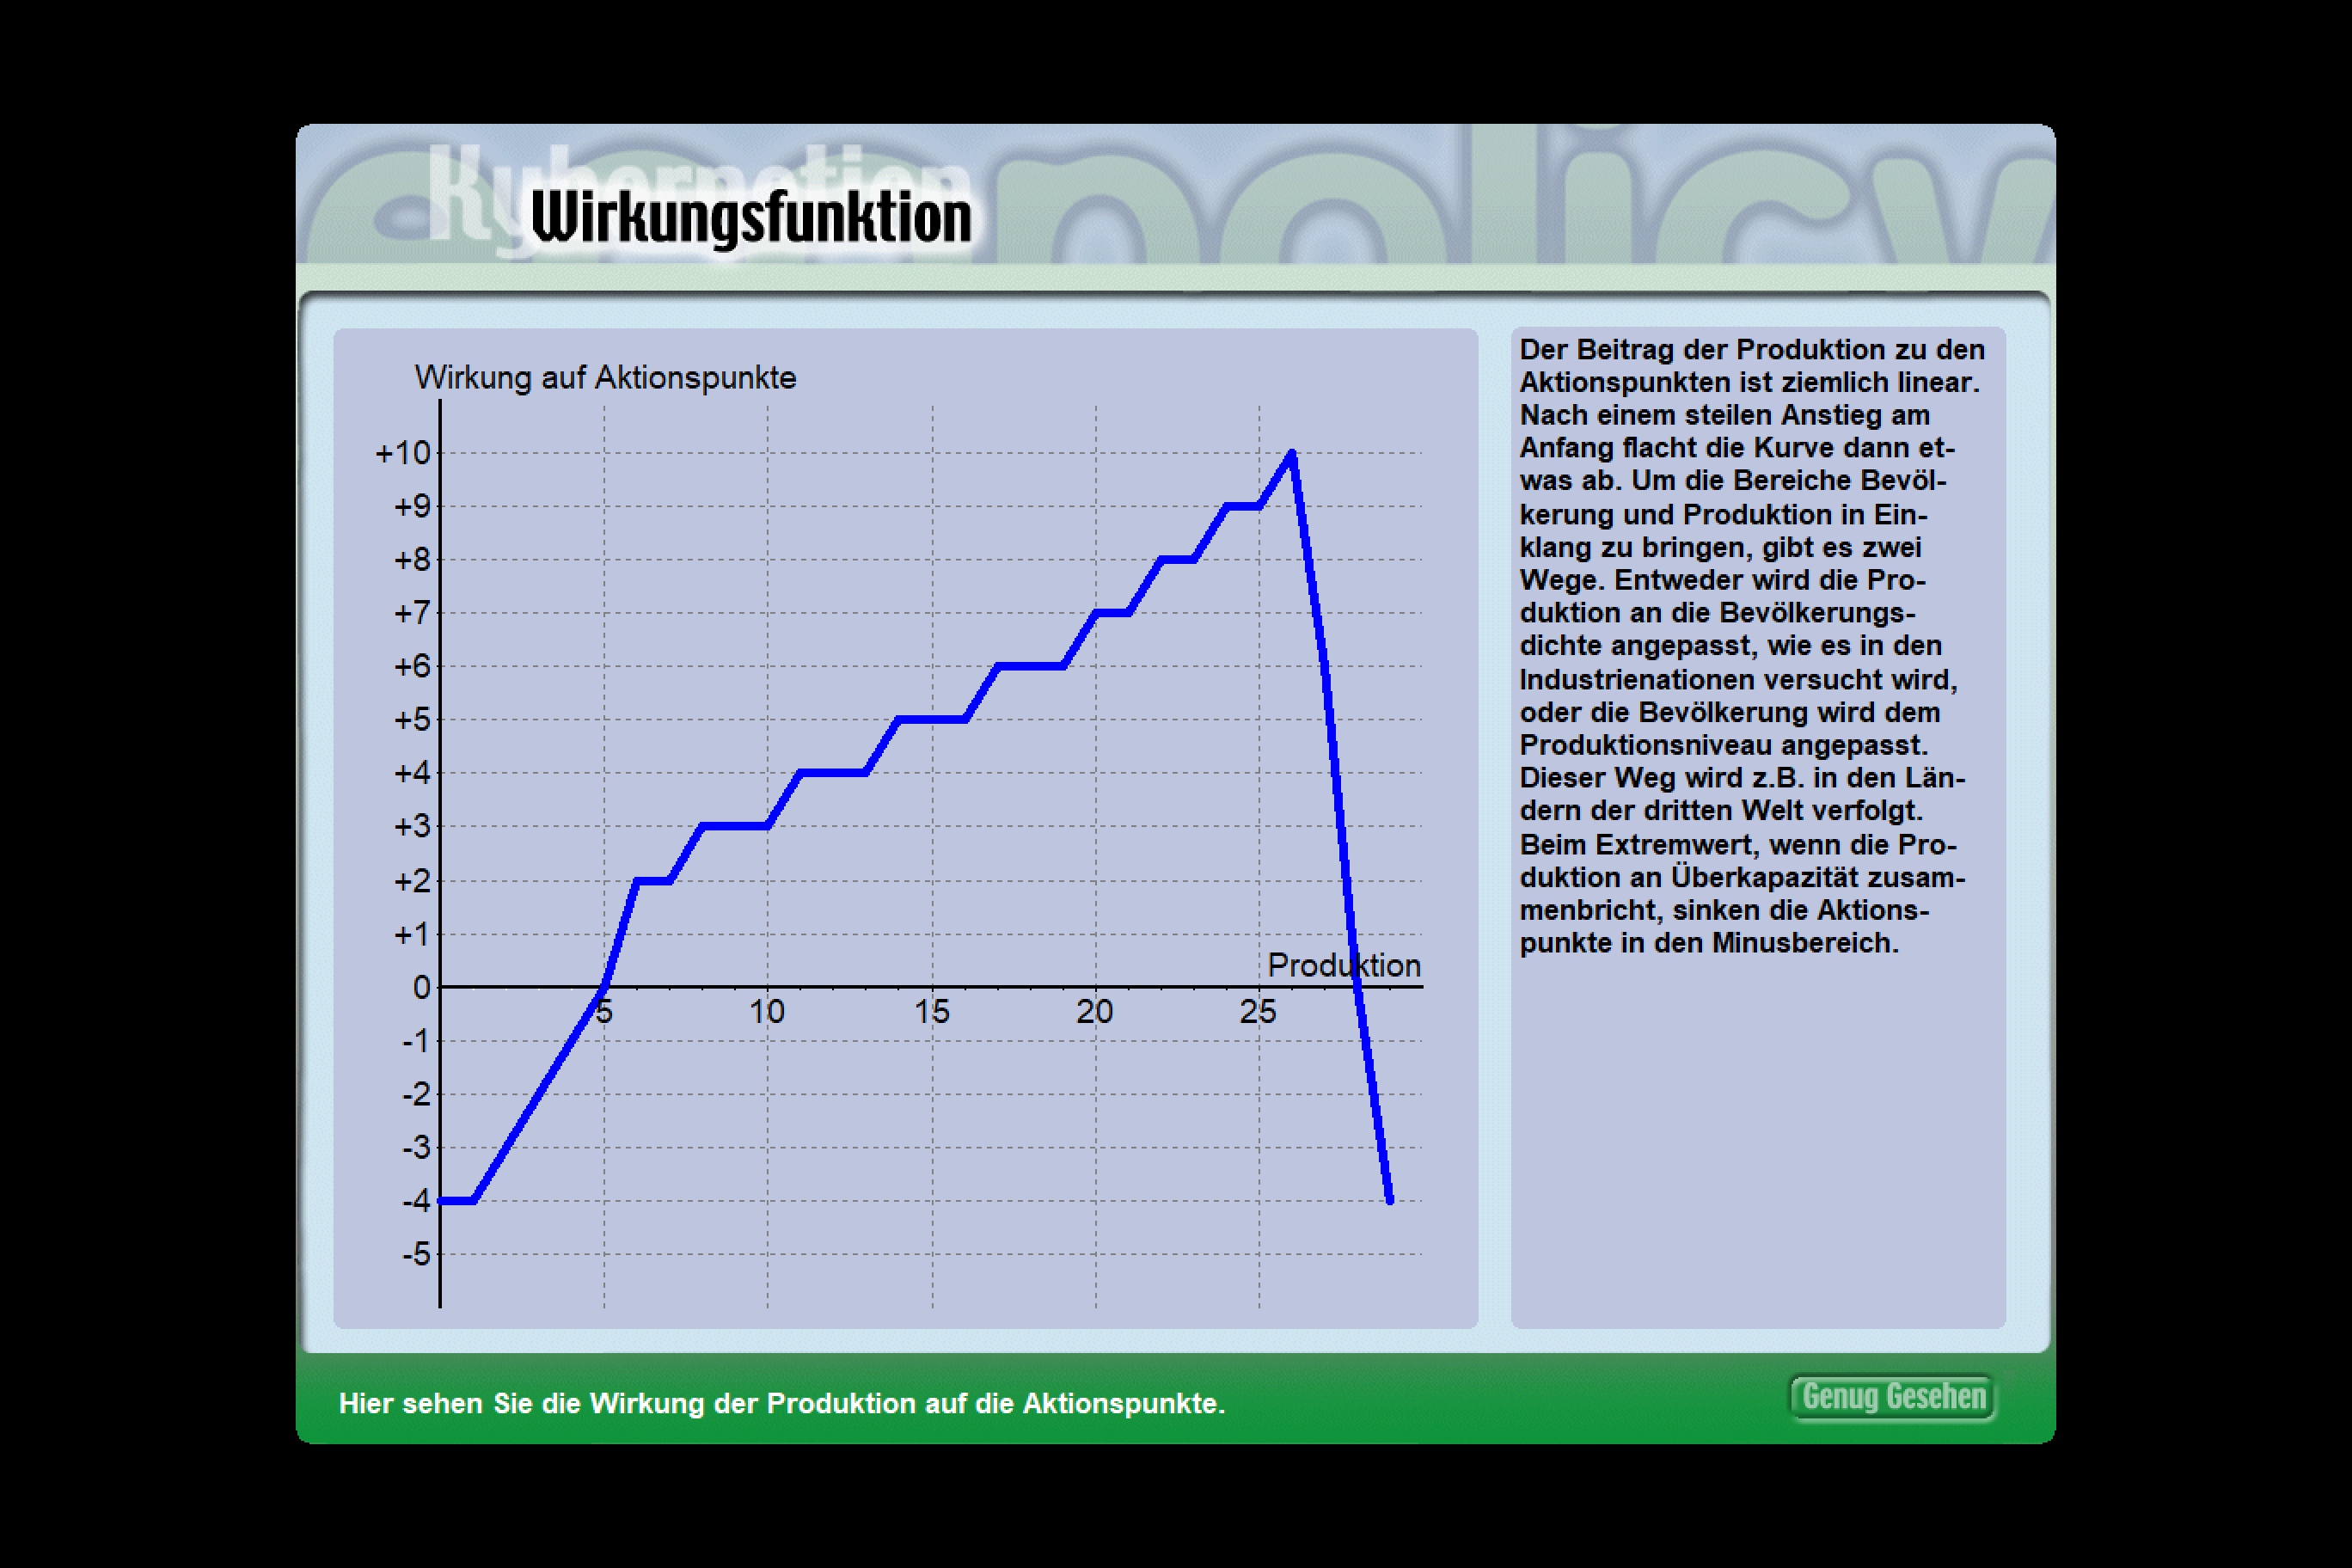 Kybernetien
Wirkungsfunktion
ecopolicy
Wirkung auf Aktionspunkte
+10
+9
+8
+7
+6
+5
+4
+3
+2
+1
0
-1
-2
-3
-4
-5
Produktion
5 10 15 20 25
Der Beitrag der Produktion zu den
Aktionspunkten ist ziemlich linear.
Nach einem steilen Anstieg am
Anfang flacht die Kurve dann et-
was ab. Um die Bereiche Bevöl-
kerung und Produktion in Ein-
klang zu bringen, gibt es zwei
Wege. Entweder wird die Pro-
duktion an die Bevölkerungs-
dichte angepasst, wie es in den
Industrienationen versucht wird,
oder die Bevölkerung wird dem
Produktionsniveau angepasst.
Dieser Weg wird z.B. in den Län-
dern der dritten Welt verfolgt.
Beim Extremwert, wenn die Pro-
duktion an Überkapazität zusam-
menbricht, sinken die Aktions-
punkte in den Minusbereich.
Hier sehen Sie die Wirkung der Produktion auf die Aktionspunkte.
Genug Gesehen